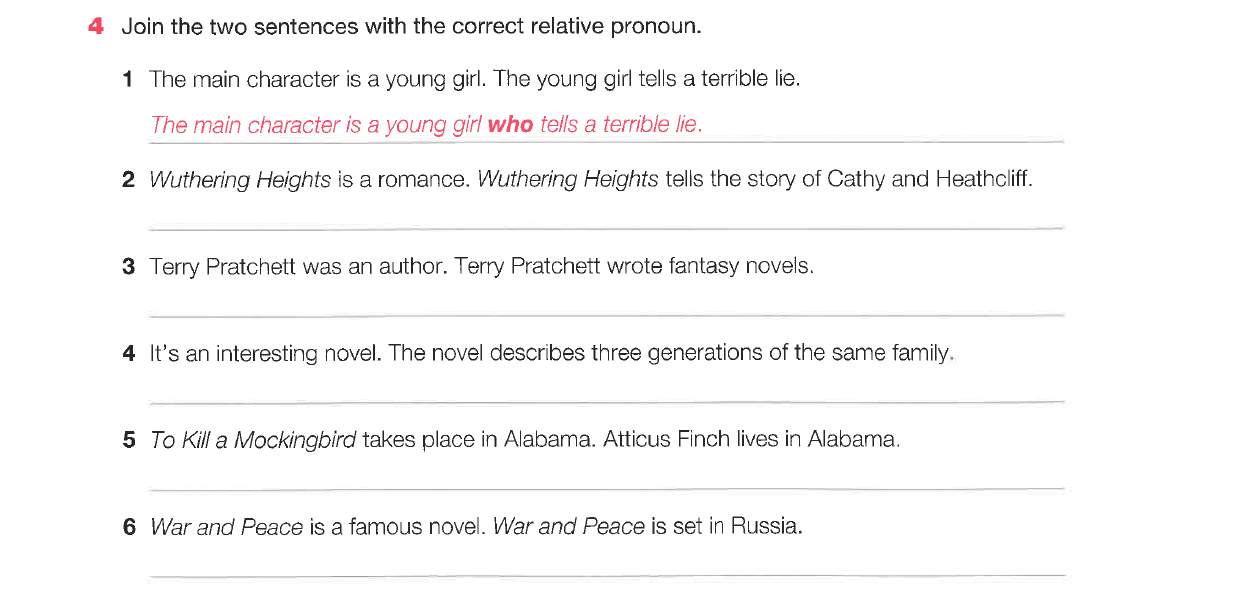 4 Join the two sentences with the correct relative pronoun.
1 The main character is a young girl. The young girl tells a terrible lie.
The main character is a young girl who tells a terrible lie.
2 Wuthering Heights is a romance. Wuthering Heights tells the story of Cathy and Heathcliff.
3 Terry Pratchett was an author. Terry Pratchett wrote fantasy novels.
4 It's an interesting novel. The novel describes three generations of the same family.
5 To Kill a Mockingbird takes place in Alabama. Atticus Finch lives in Alabama.
6 War and Peace is a famous novel. War and Peace is set in Russia.